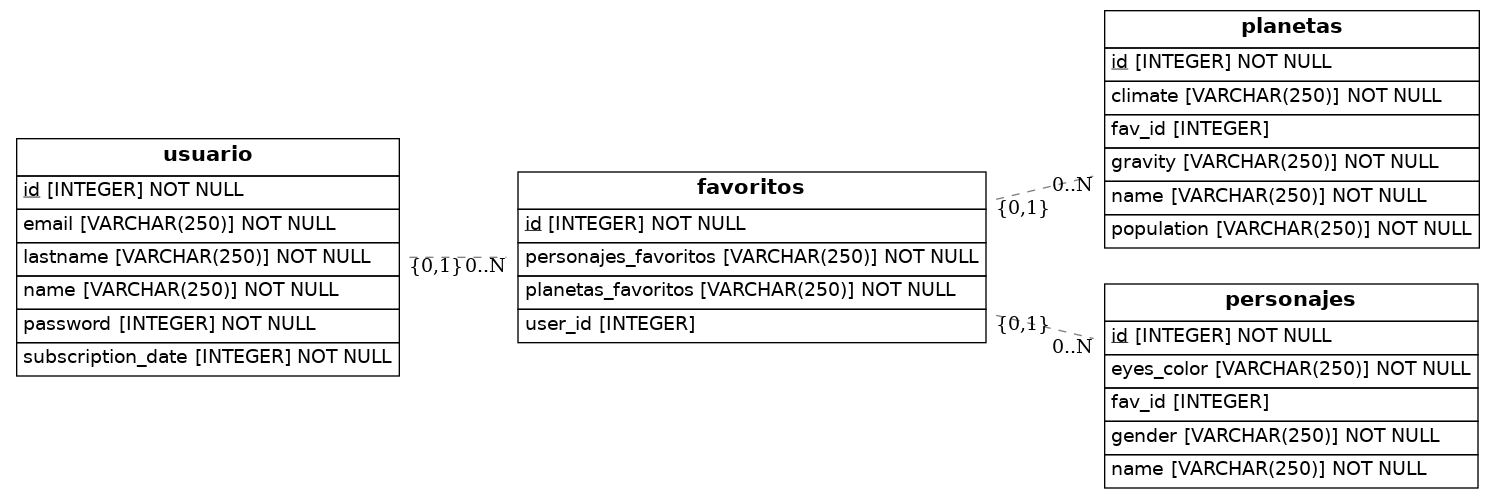 usuario
id [INTEGER] NOT NULL
email [VARCHAR(250)] NOT NULL
lastname [VARCHAR(250)] NOT NULL
name [VARCHAR(250)] NOT NULL
password [INTEGER] NOT NULL
subscription_date [INTEGER] NOT NULL
{0,1}
0..N
favoritos
id [INTEGER] NOT NULL
personajes_favoritos [VARCHAR(250)] NOT NULL
planetas_favoritos [VARCHAR(250)] NOT NULL
user_id [INTEGER]
0..N
{0,1}
{0,1}
0..N
planetas
id [INTEGER] NOT NULL
climate [VARCHAR(250)] NOT NULL
fav_id [INTEGER]
gravity [VARCHAR(250)] NOT NULL
name [VARCHAR(250)] NOT NULL
population [VARCHAR(250)] NOT NULL
personajes
id [INTEGER] NOT NULL
eyes_color [VARCHAR(250)] NOT NULL
fav_id [INTEGER]
gender [VARCHAR(250)] NOT NULL
name [VARCHAR(250)] NOT NULL